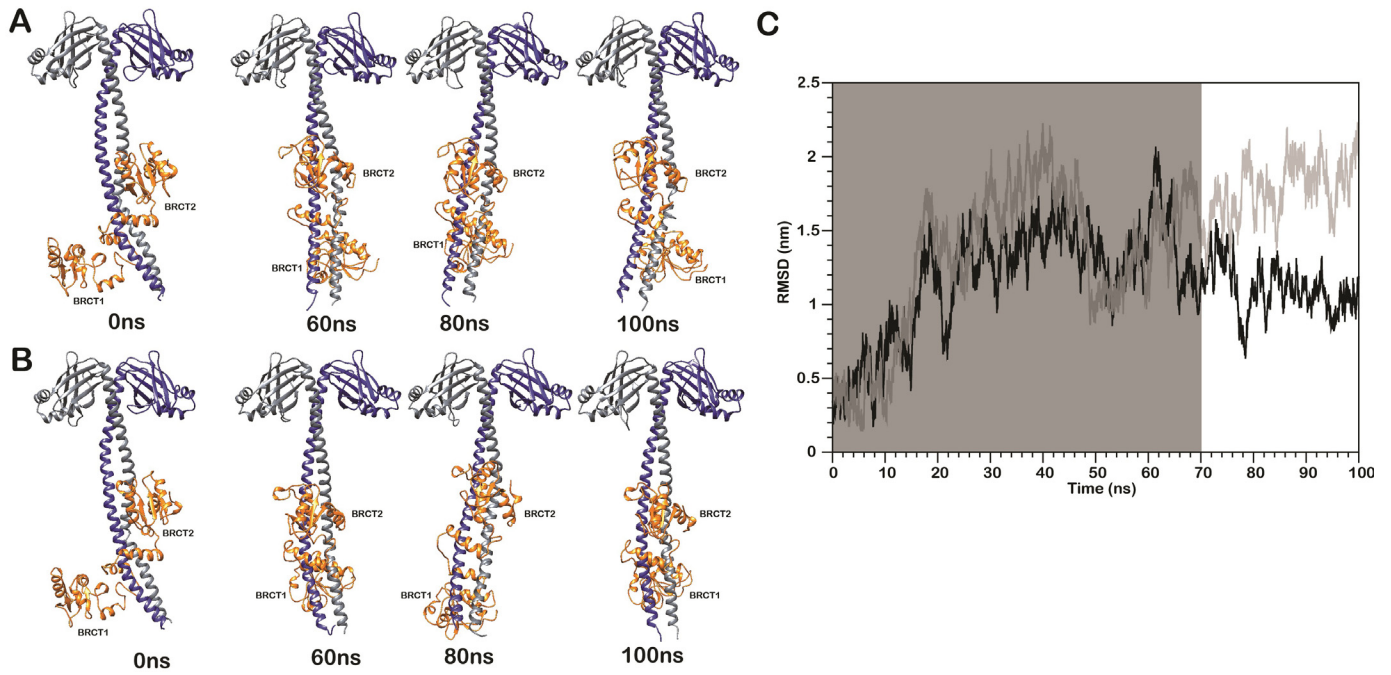 A
BRCT2
BRCT1
0ns
BRCT2
BRCT1
60ns
BRCT2
BRCT1
80ns
BRCT2
BRCT1
100ns
B
BRCT2
BRCT1
0ns
BRCT2
BRCT1
60ns
BRCT2
BRCT1
80ns
BRCT2
BRCT1
100ns
C
2.5
2
1.5
1
0.5
0
RMSD (nm)
0 10 20 30 40 50 60 70 80 90 100
Time (ns)